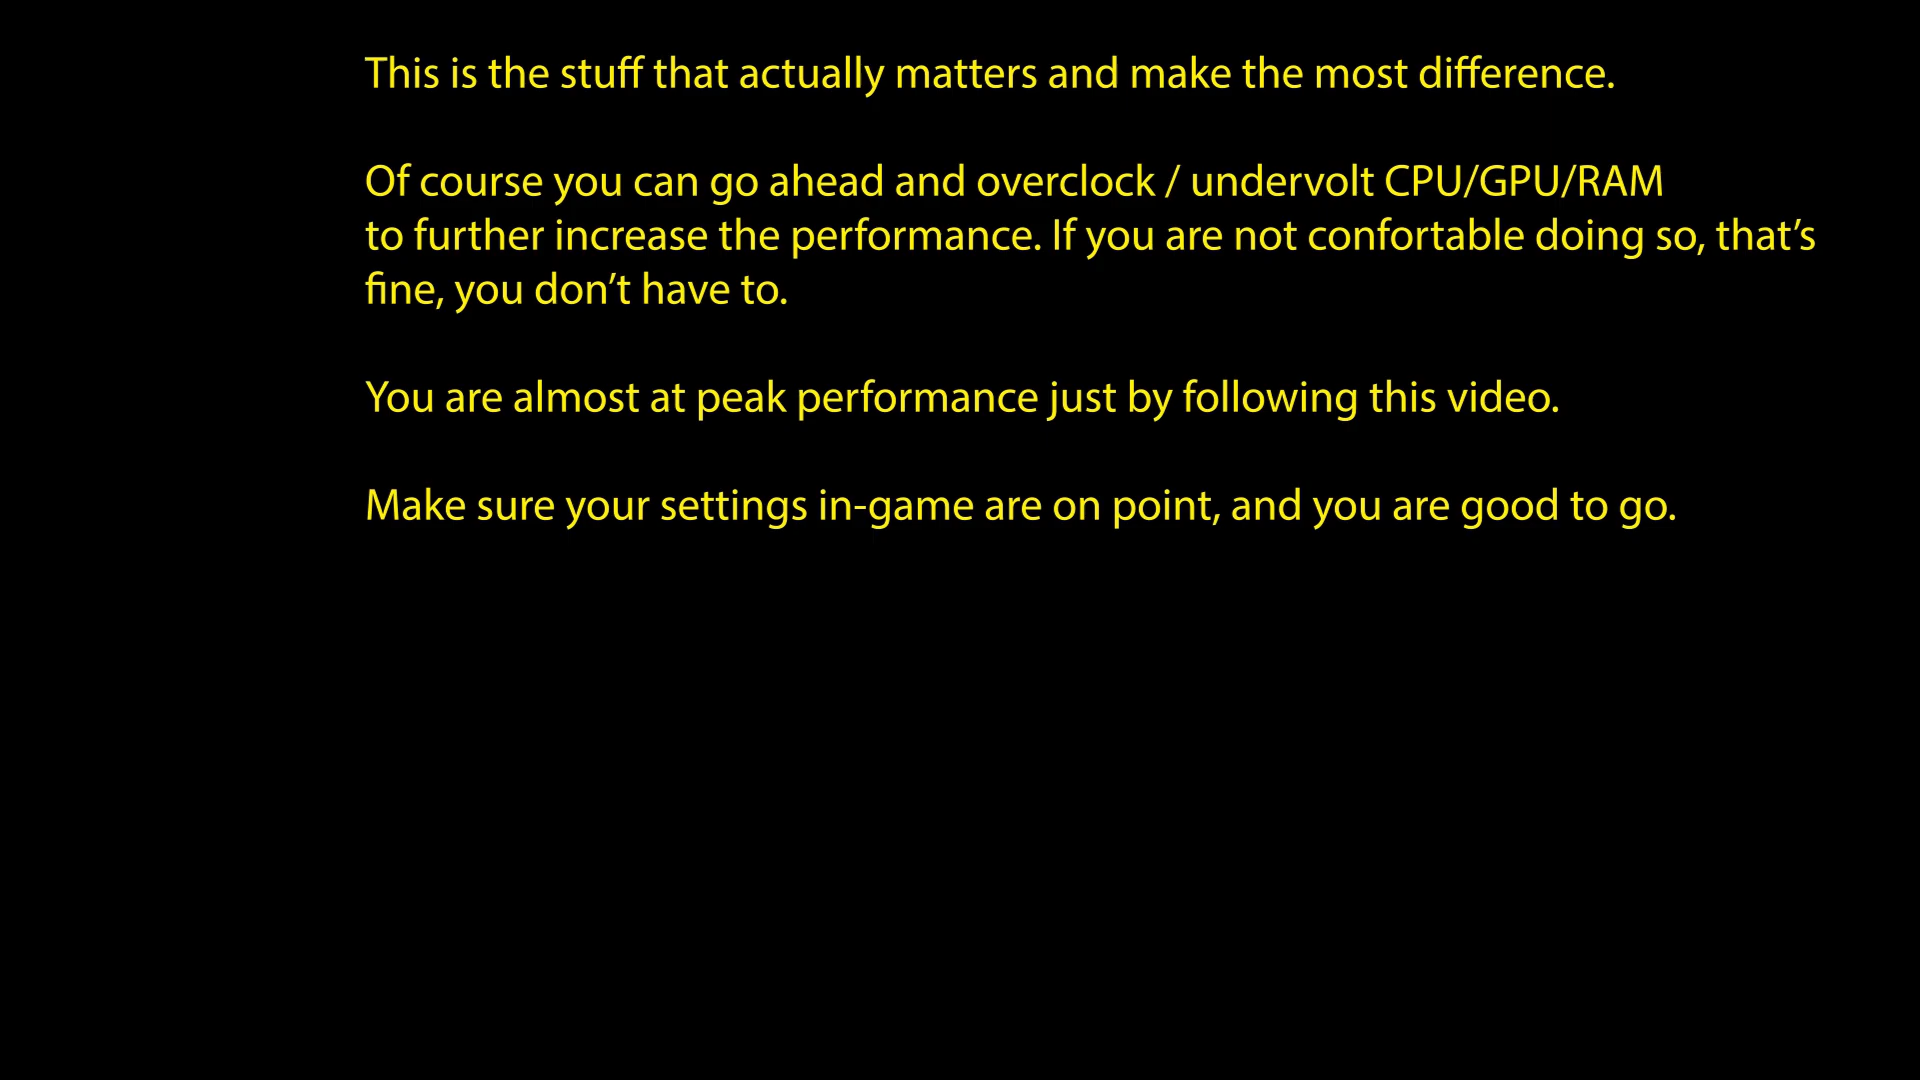 This is the stuff that actually matters and make the most difference.
Of course you can go ahead and overclock / undervolt CPU/GPU/RAM
to further increase the performance. If you are not confortable doing so, that’s
fine, you don’t have to.
You are almost at peak performance just by following this video.
Make sure your settings in-game are on point, and you are good to go.